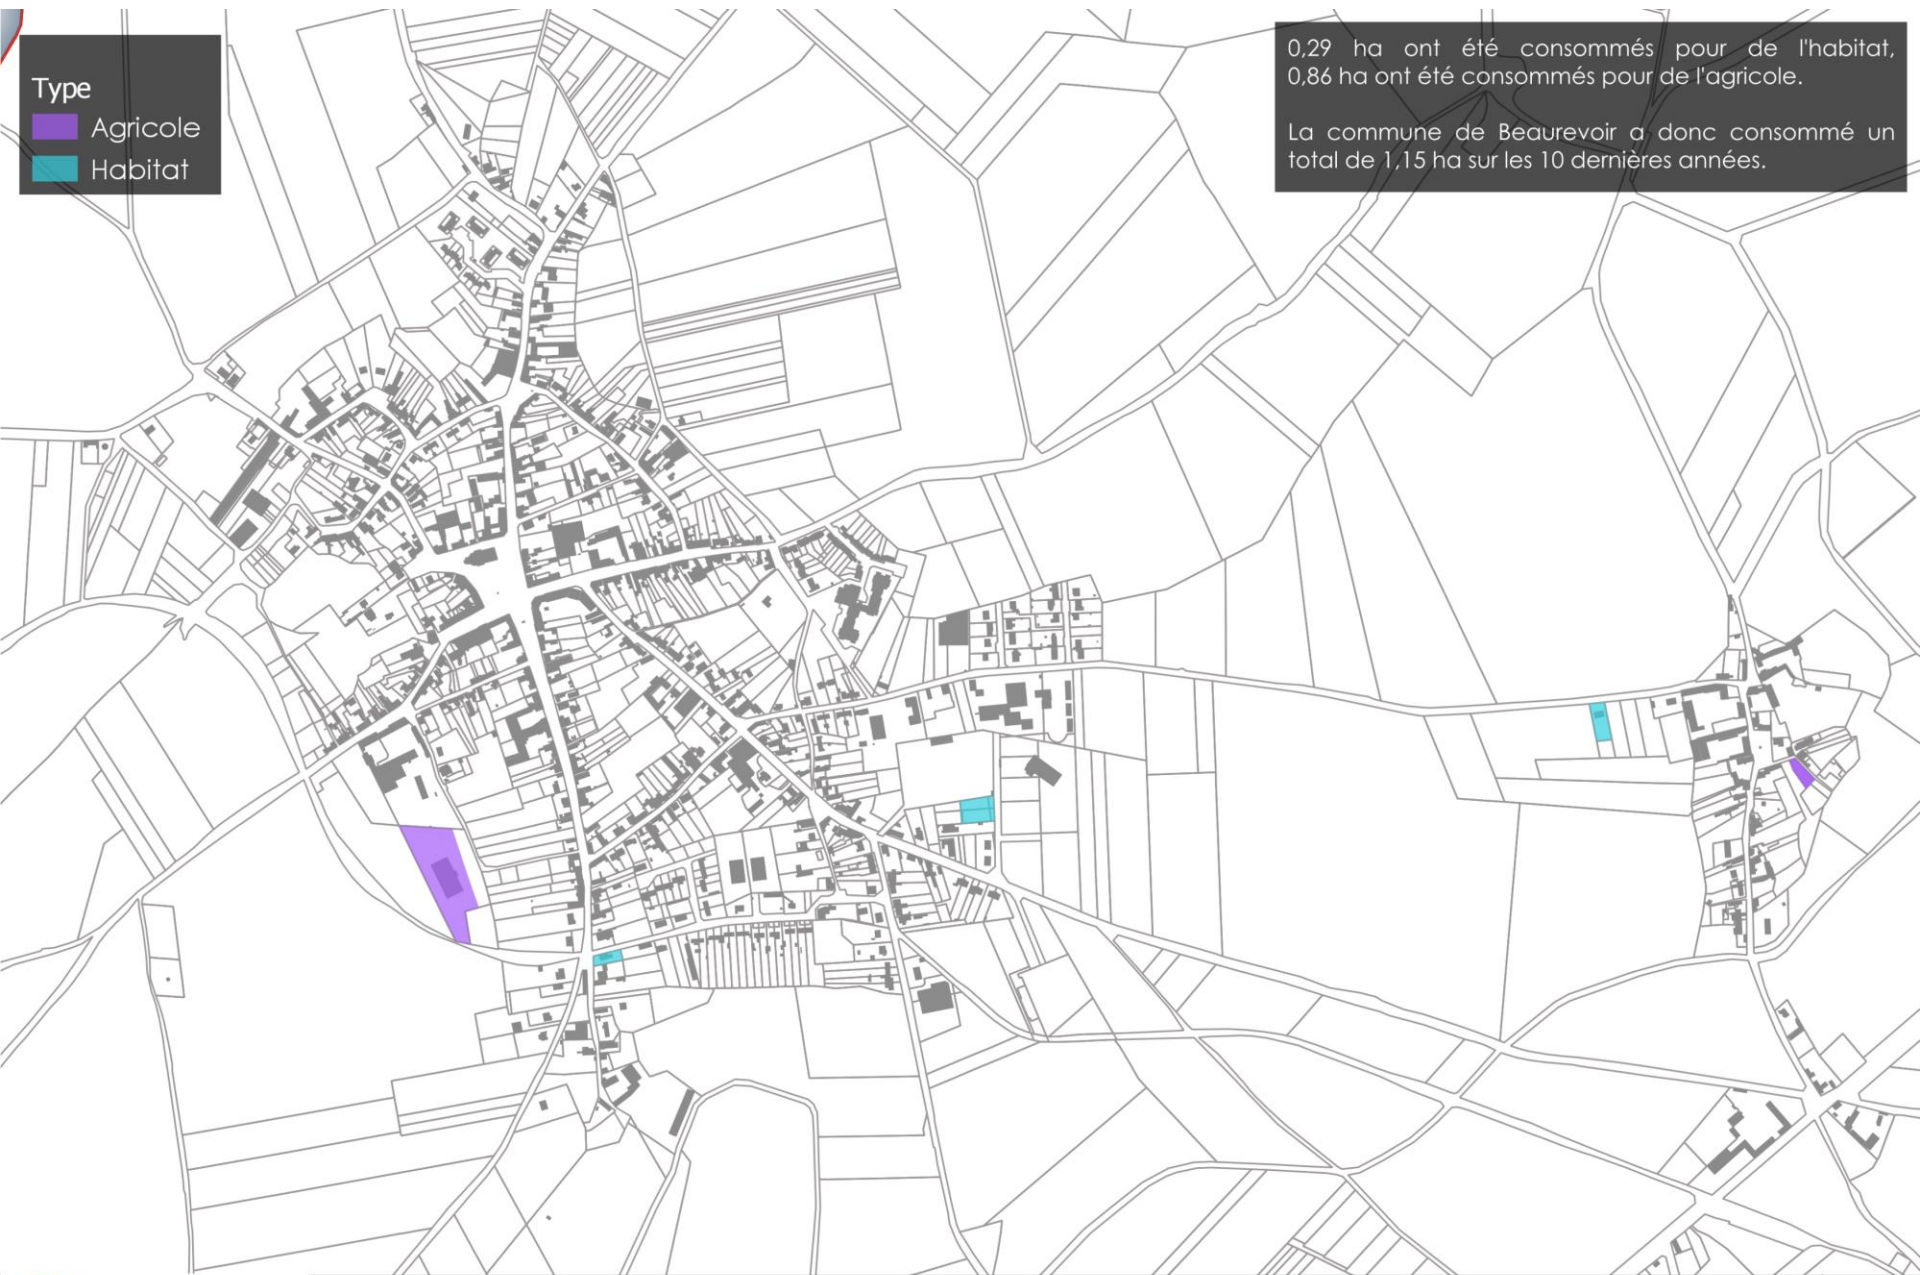 Type
Agricole
Habitat
0,29 ha ont été consommés pour de l'habitat,
0,86 ha ont été consommés pour de l'agricole.
La commune de Beaurevoir a donc consommé un
total de 1,15 ha sur les 10 dernières années.